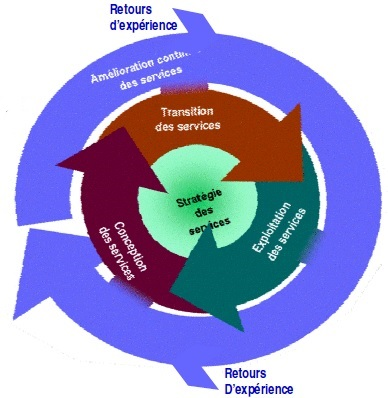 Retours
d'expérience
Amélioration
des services
Transition
des services
Stratégie
des
services
Conception
des services
Exploitation
des services
Retours
D'expérience